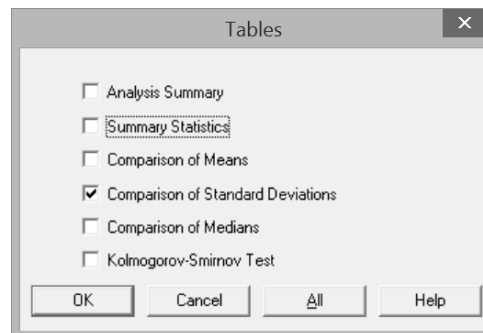 Tables
Analysis Summary
Summary Statistics
Comparison of Means
Comparison of Standard Deviations
Comparison of Medians
Kolmogorov-Smirnov Test
OK Cancel All Help